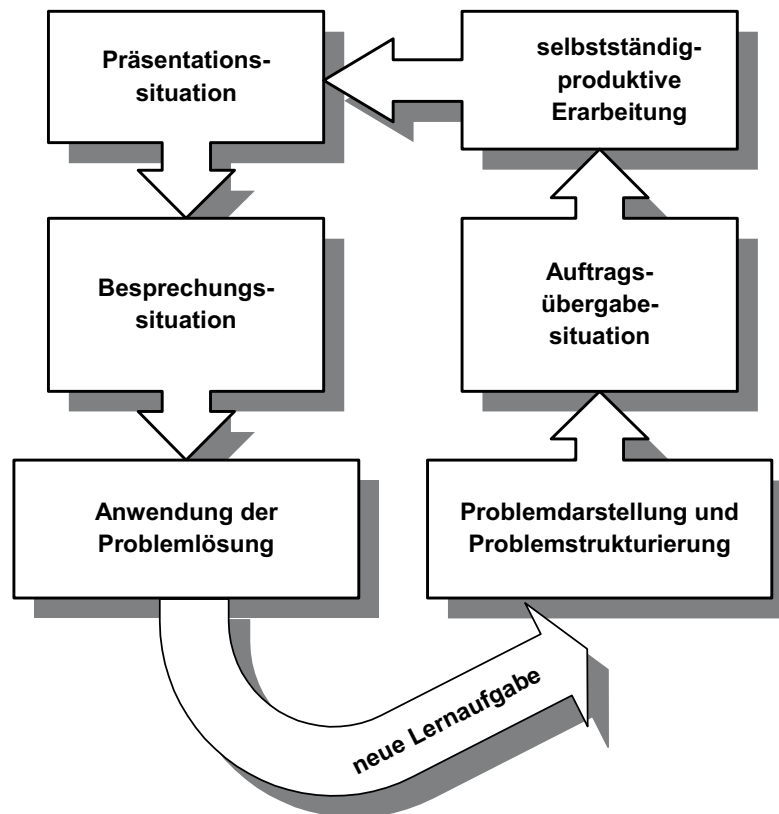 Präsentations-
situation
selbstständig-
produktive
Erarbeitung
Besprechungs-
situation
Auftrags-
übergabe-
situation
Anwendung der
Problemlösung
Problemdarstellung und
Problemstrukturierung
neue Lernaufgabe